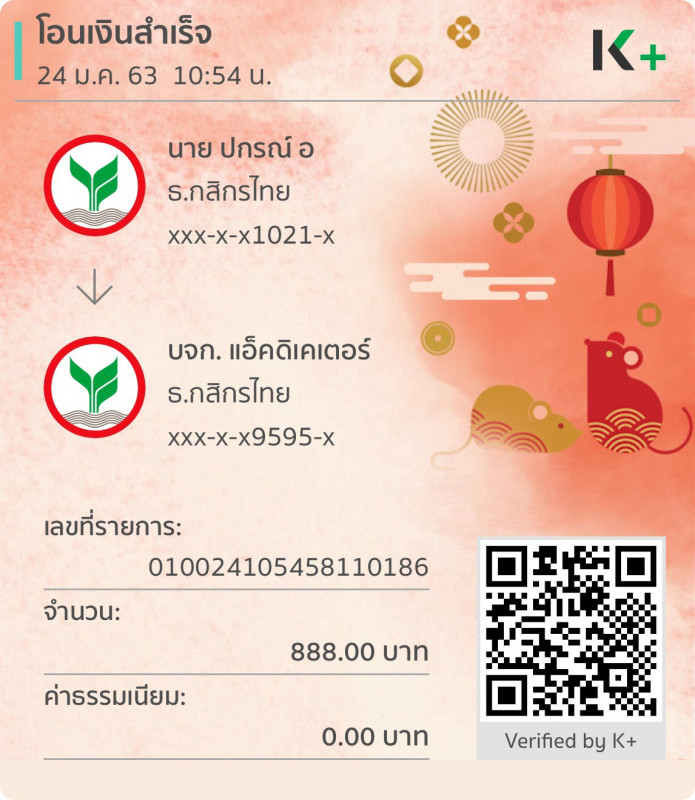 โอนเงินสำเร็จ
24 ม.ค. 63 10:54 น.
K+
นาย ปกรณ์ อ
ธ.กสิกรไทย
xxx-x-x1021-x
บจก. แอ็คดิเคเตอร์
ธ.กสิกรไทย
xxx-x-x9595-x
เลขที่รายการ:
010024105458110186
จำนวน:
888.00 บาท
ค่าธรรมเนียม:
0.00 บาท
Verified by K+